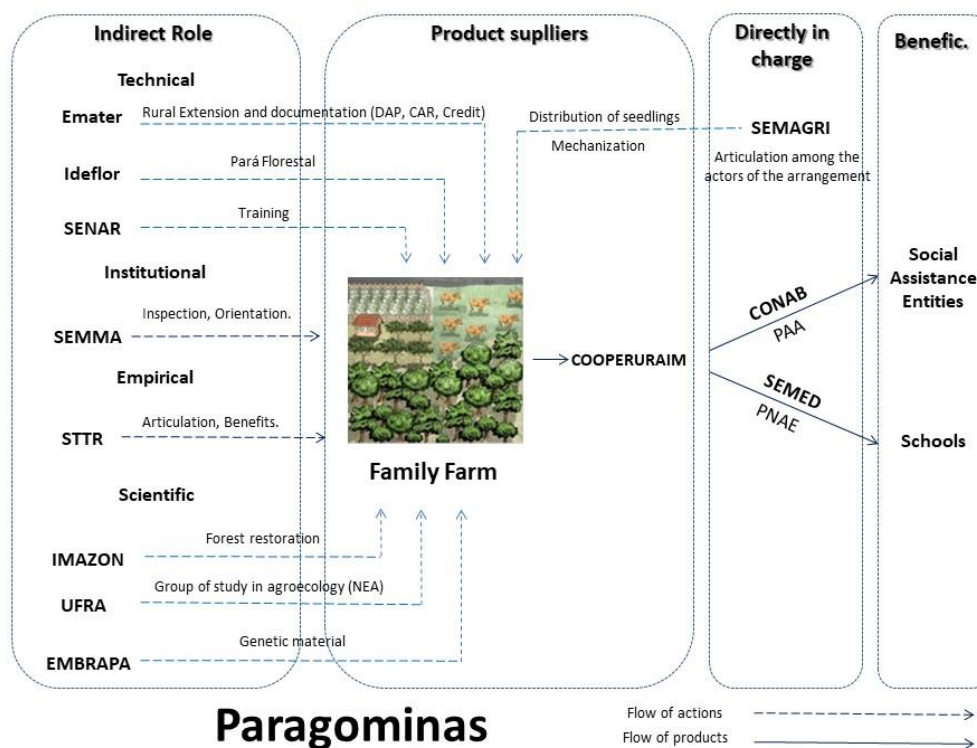 Indirect Role
Technical
Emater
Rural Extension and documentation (DAP, CAR, Credit)
Ideflor
Pará Florestal
SENAR
Training
Institutional
SEMMA
Inspection, Orientation.
Empirical
STTR
Articulation, Benefits.
Scientific
IMAZON
Forest restoration
UFRA
Group of study in agroecology (NEA)
EMBRAPA
Genetic material
Product suplliers
Distribution of seedlings
Mechanization
COOPERURAIM
Family Farm
Directly in
charge
SEMAGRI
Articulation among the
actors of the arrangement
CONAB
PAA
SEMED
PNAE
Benefic.
Social
Assistance
Entities
Schools
Paragominas
Flow of actions
Flow of products